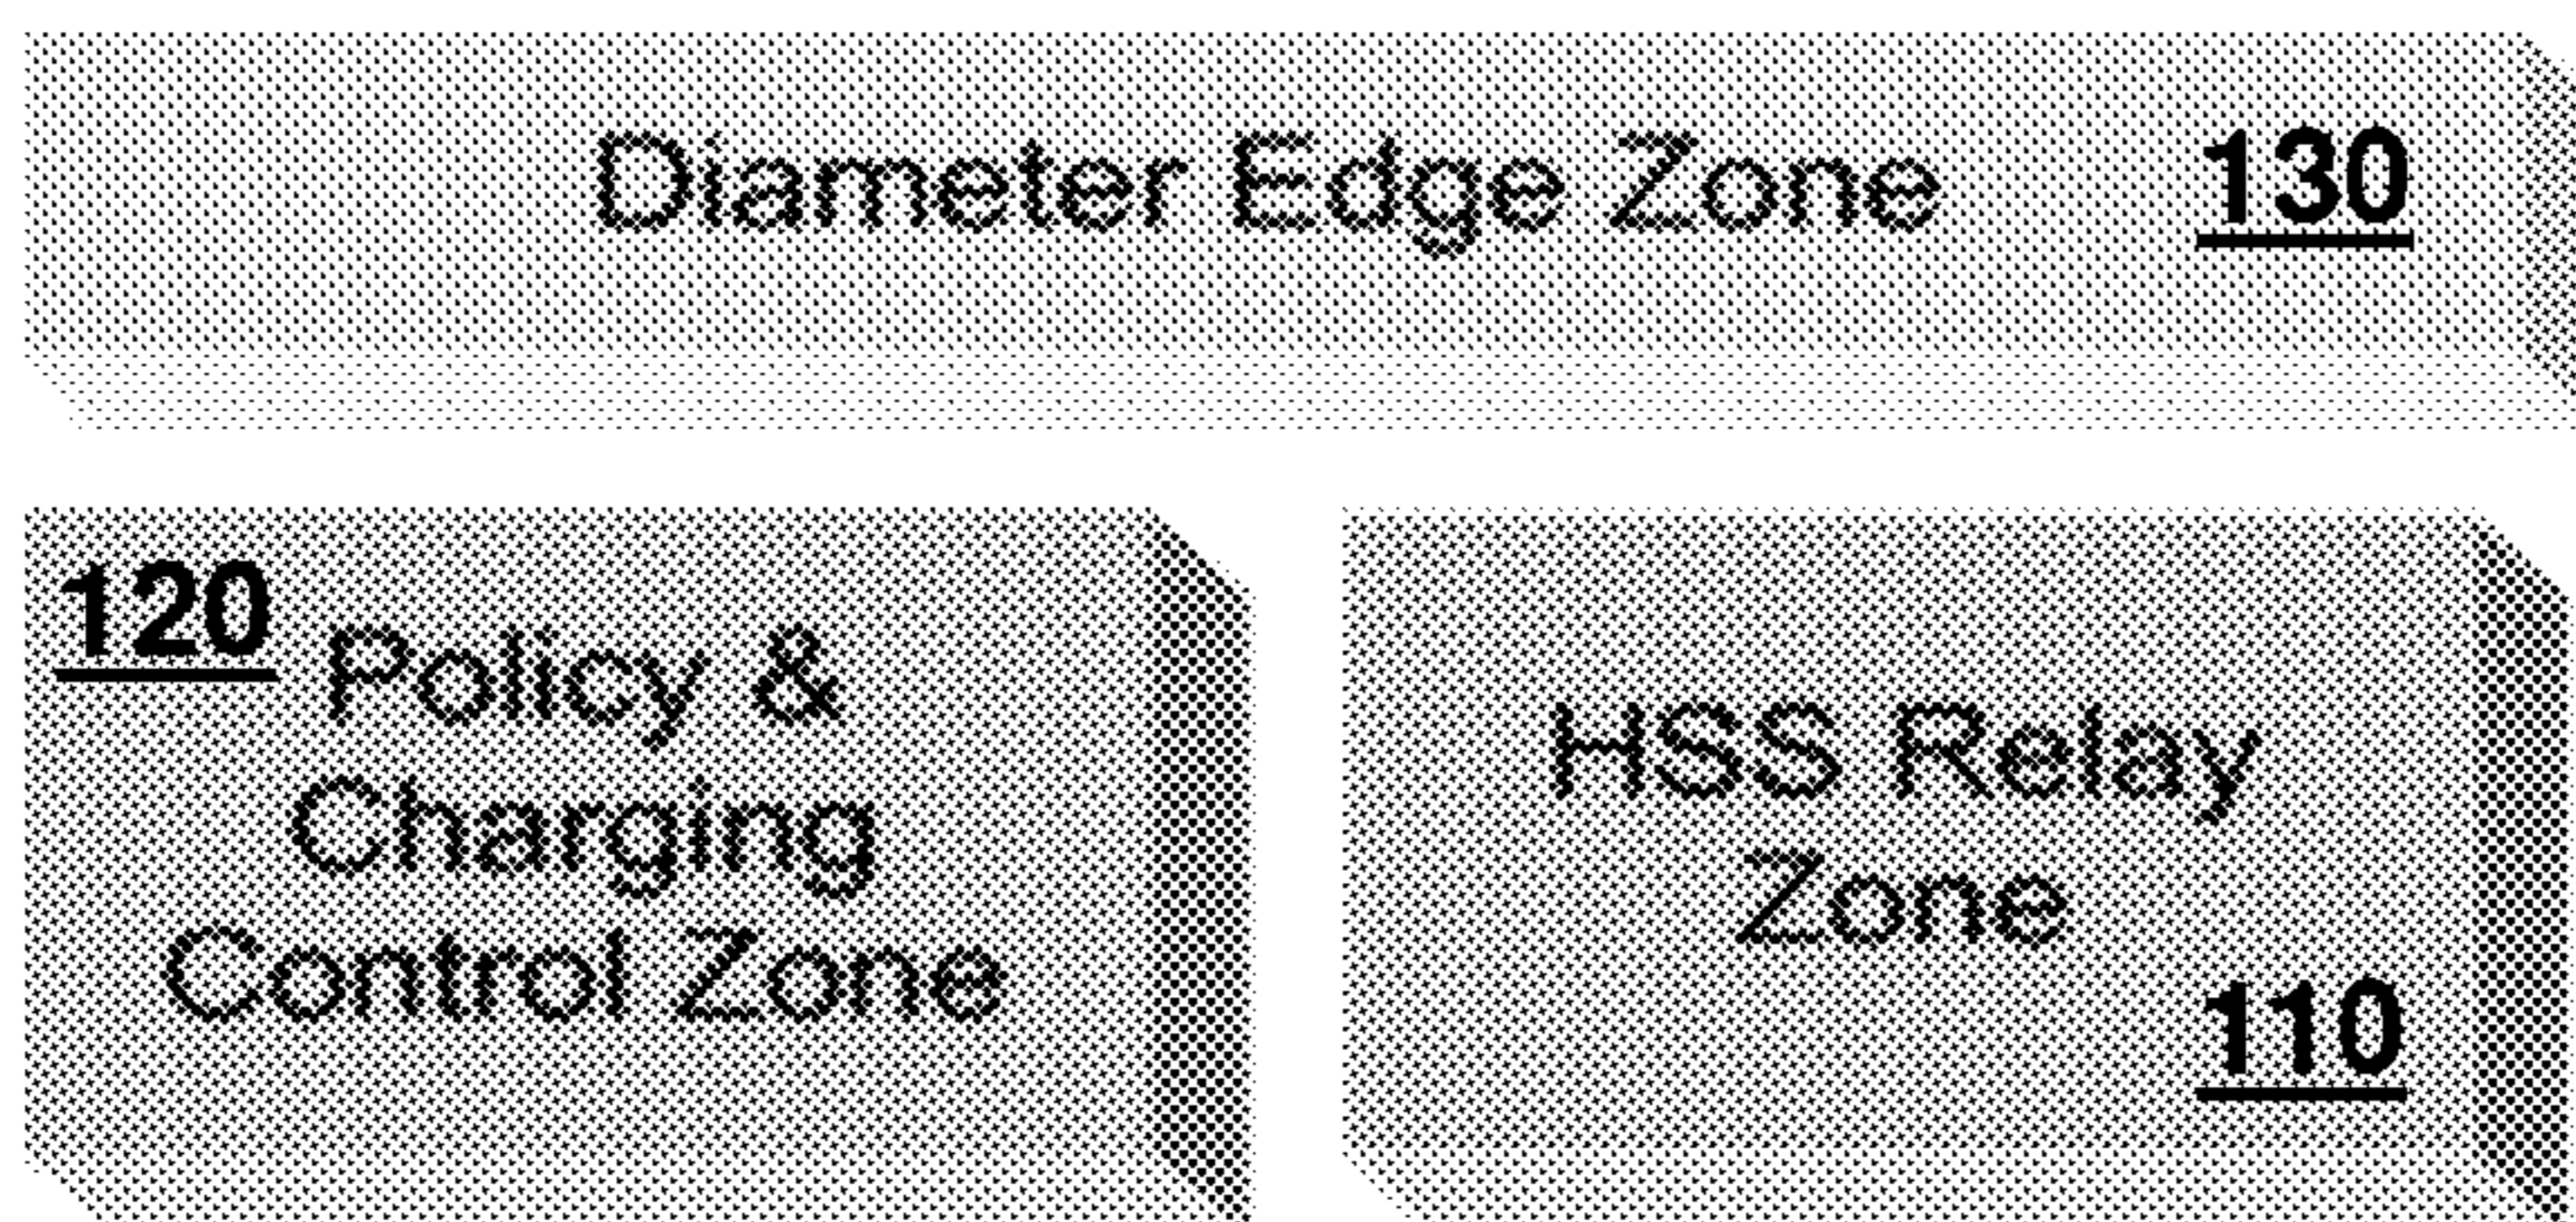 Diameter Edge Zone 130
120
Policy &
Charging
Control Zone
HSS Relay
Zone
110